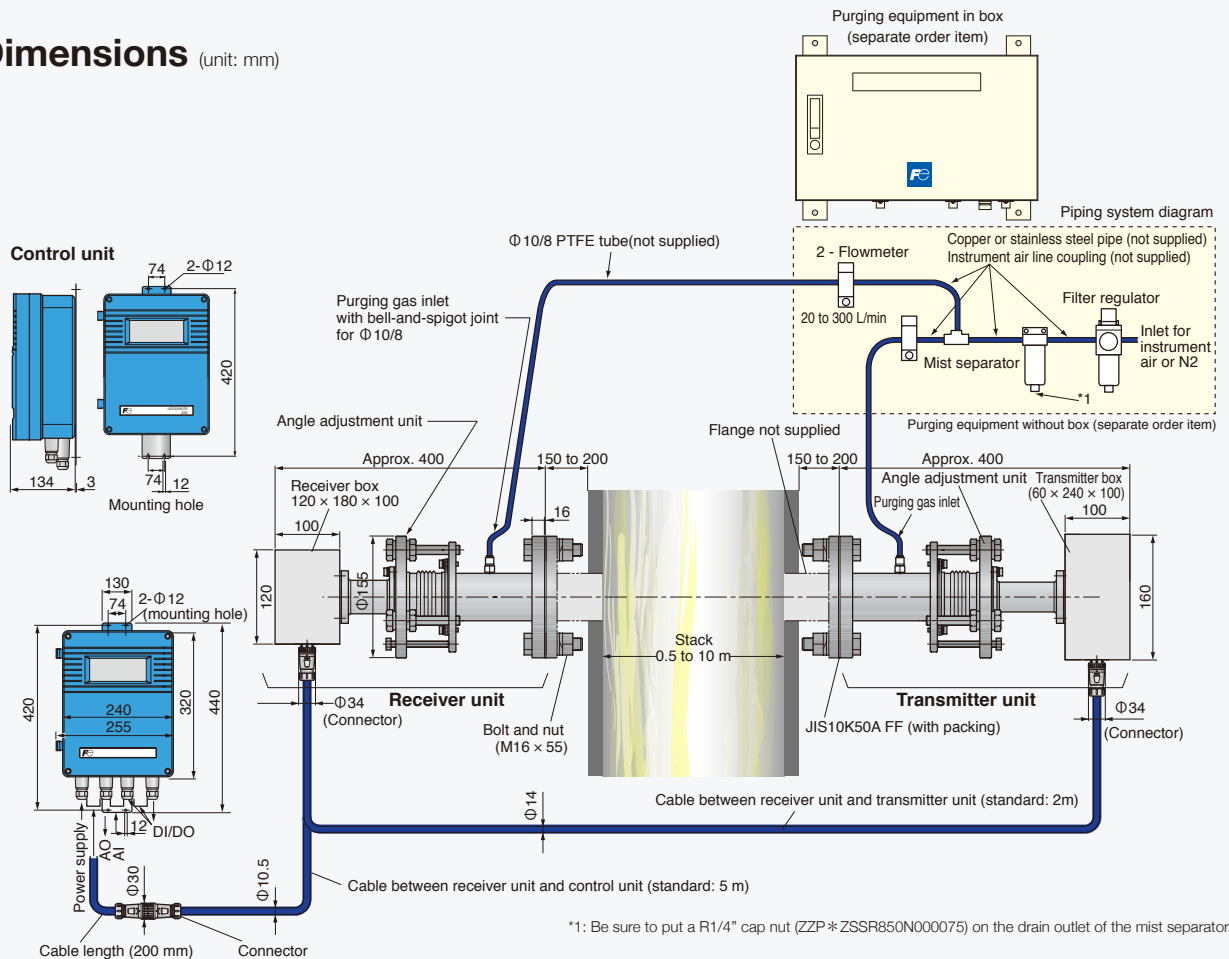 Dimensions (unit: mm)
Purging equipment in box
(separate order item)
Fe
Piping system diagram
Φ10/8 PTFE tube(not supplied)
2 - Flowmeter
Copper or stainless steel pipe (not supplied)
Instrument air line coupling (not supplied)
Filter regulator
20 to 300 L/min
Inlet for
instrument
air or N2
Mist separator
*1
Purging equipment without box (separate order item)
Control unit
74
2-Φ12
420
Fe
134
3
74
12
Mounting hole
Purging gas inlet
with bell-and-spigot joint
for Φ10/8
Angle adjustment unit
Flange not supplied
Approx. 400
150 to 200
150 to 200
Approx. 400
Receiver box
120 × 180 × 100
100
16
Angle adjustment unit
Transmitter box
(60 × 240 × 100)
Purging gas inlet
100
120
Φ155
160
Stack
0.5 to 10 m
Receiver unit
Transmitter unit
Φ34
(Connector)
Bolt and nut
(M16 × 55)
JIS10K50A FF (with packing)
Φ34
(Connector)
130
74
2-Φ12
(mounting hole)
420
320
440
240
255
Fe
12
DI/DO
Power supply
AO
AI
Φ14
Cable between receiver unit and transmitter unit (standard: 2m)
Φ30
Φ10.5
Cable between receiver unit and control unit (standard: 5 m)
Cable length (200 mm)
Connector
*1: Be sure to put a R1/4" cap nut (ZZP＊ZSSR850N000075) on the drain outlet of the mist separator.